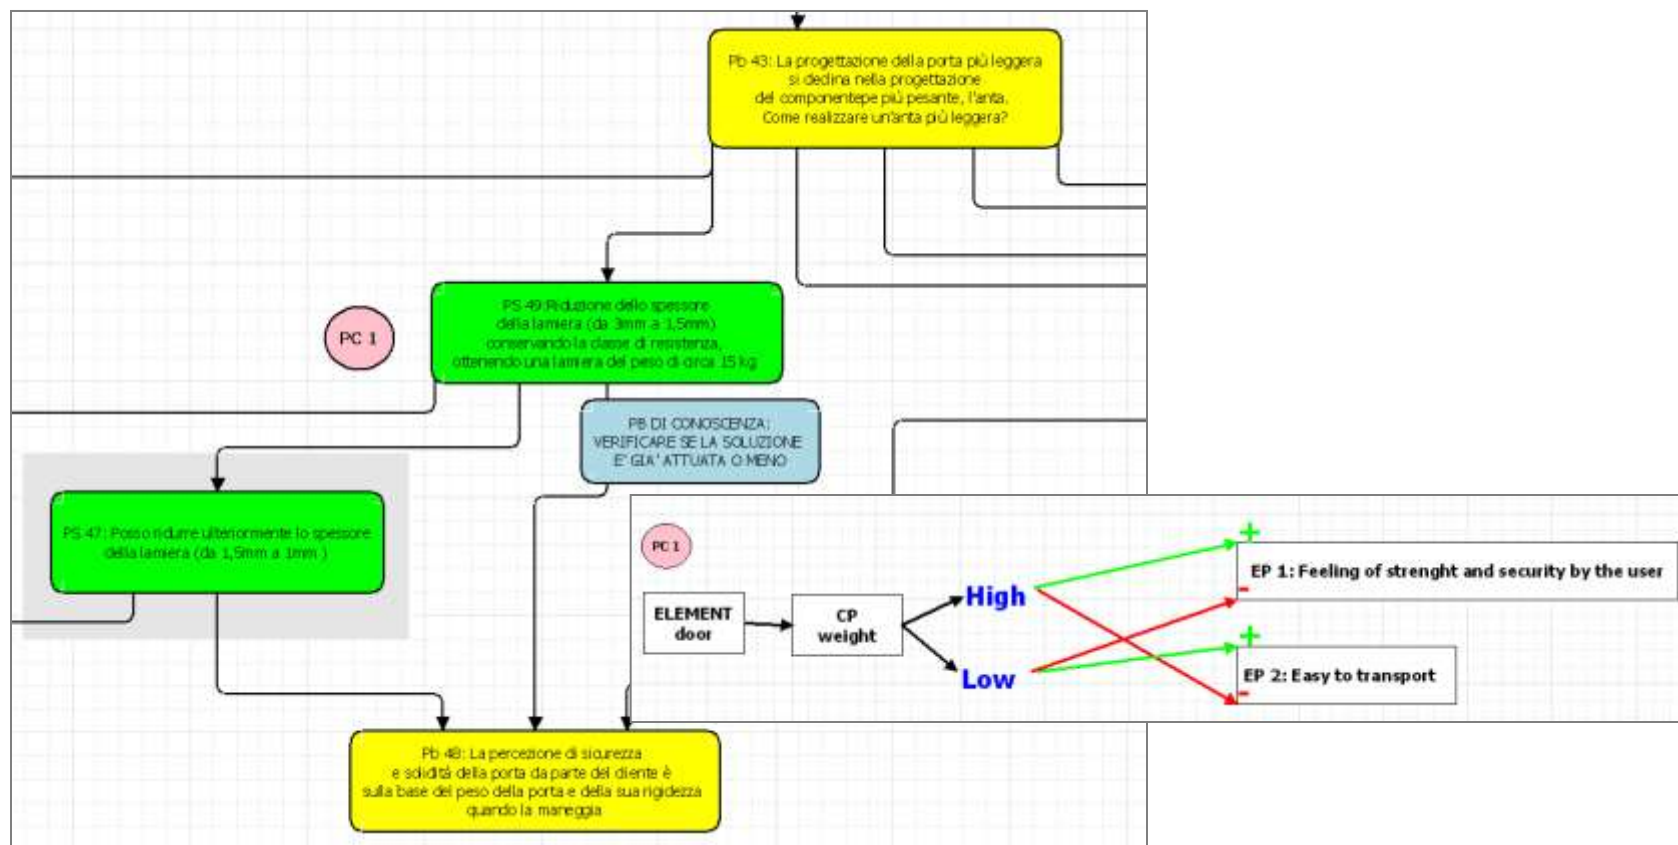 Pb 43: La progettazione della porta più leggera
si declina nella progettazione
del componentepe più pesante, l'anta.
Come realizzare un'anta più leggera?
PS 49:Riduzione dello spessore
della lamiera (da 3mm a 1,5mm)
conservando la classe di resistenza,
ottenendo una lamiera del peso di circa 15 kg
PC 1
PB DI CONOSCENZA:
VERIFICARE SE LA SOLUZIONE
E' GIA' ATTUATA O MENO
PS 47: Posso ridurre ulteriormente lo spessore
della lamiera (da 1,5mm a 1mm )
PC 1
ELEMENT
door
CP
weight
High
Low
+
EP 1: Feeling of strenght and security by the user
-
+
EP 2: Easy to transport
-
Pb 48: La percezione di sicurezza
e solidità della porta da parte del cliente è
sulla base del peso della porta e della sua rigidezza
quando la maneggia